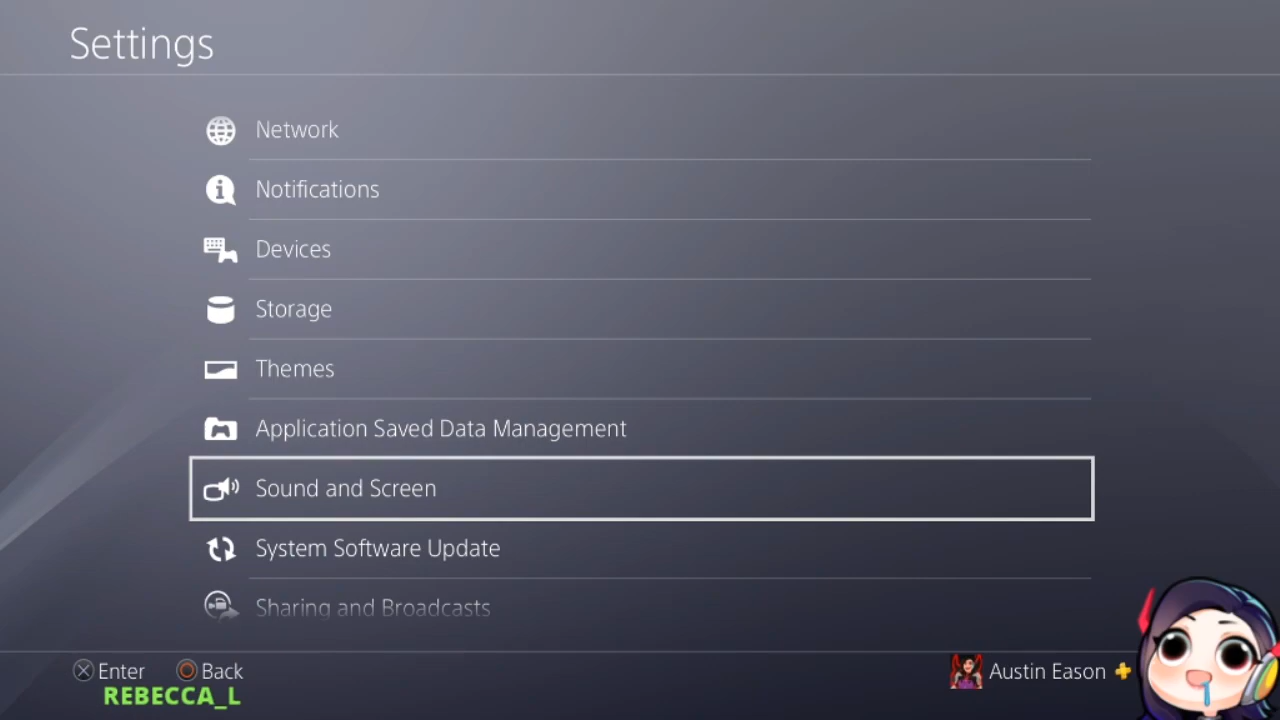 Settings
Network
Notifications
Devices
Storage
Themes
Application Saved Data Management
Sound and Screen
System Software Update
Sharing and Broadcasts
Enter Back
Austin Eason
REBECCA_L